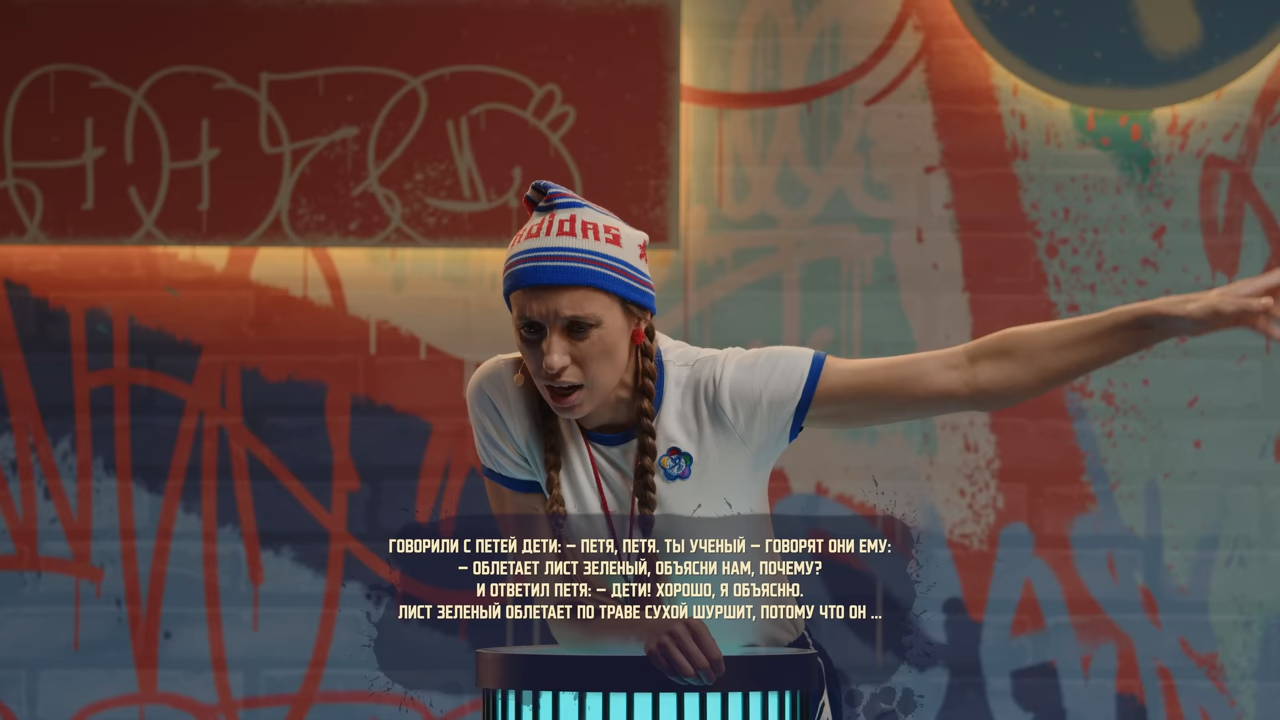 adidas
ГОВОРИЛИ С ПЕТЕЙ ДЕТИ: – ПЕТЯ, ПЕТЯ. ТЫ УЧЕНЫЙ – ГОВОРЯТ ОНИ ЕМУ:
– ОБЛЕТАЕТ ЛИСТ ЗЕЛЕНЫЙ, ОБЪЯСНИ НАМ, ПОЧЕМУ?
И ОТВЕТИЛ ПЕТЯ: – ДЕТИ! ХОРОШО, Я ОБЪЯСНЮ.
ЛИСТ ЗЕЛЕНЫЙ ОБЛЕТАЕТ ПО ТРАВЕ СУХОЙ ШУРШИТ, ПОТОМУ ЧТО ОН ...